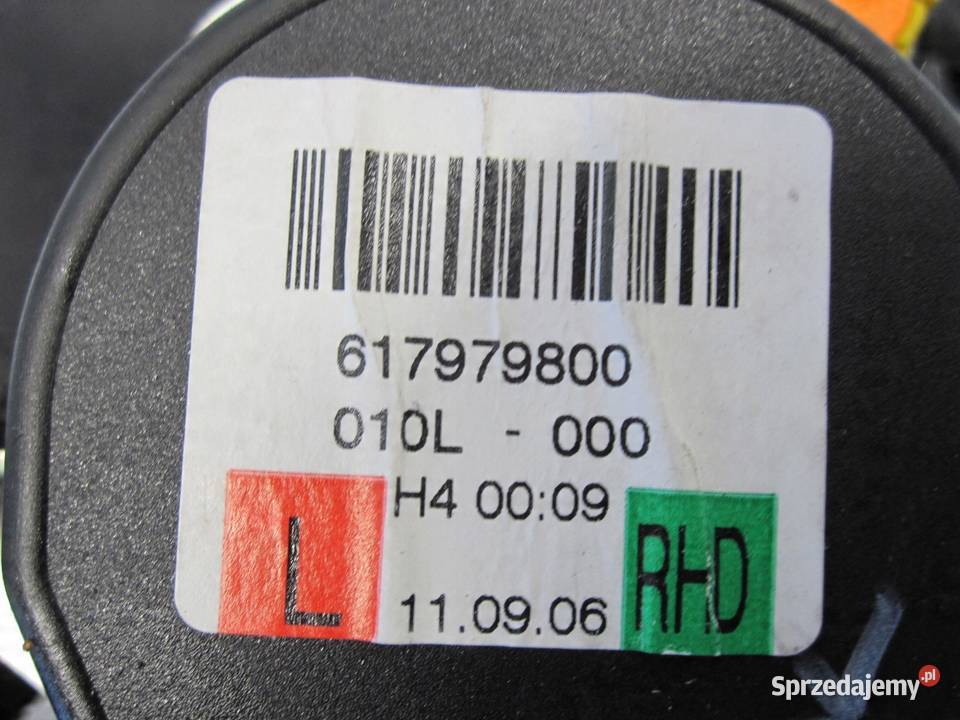 617979800
010L - 000
H4 00:09
L
RHD
11.09.06
Sprzedajemy.pl